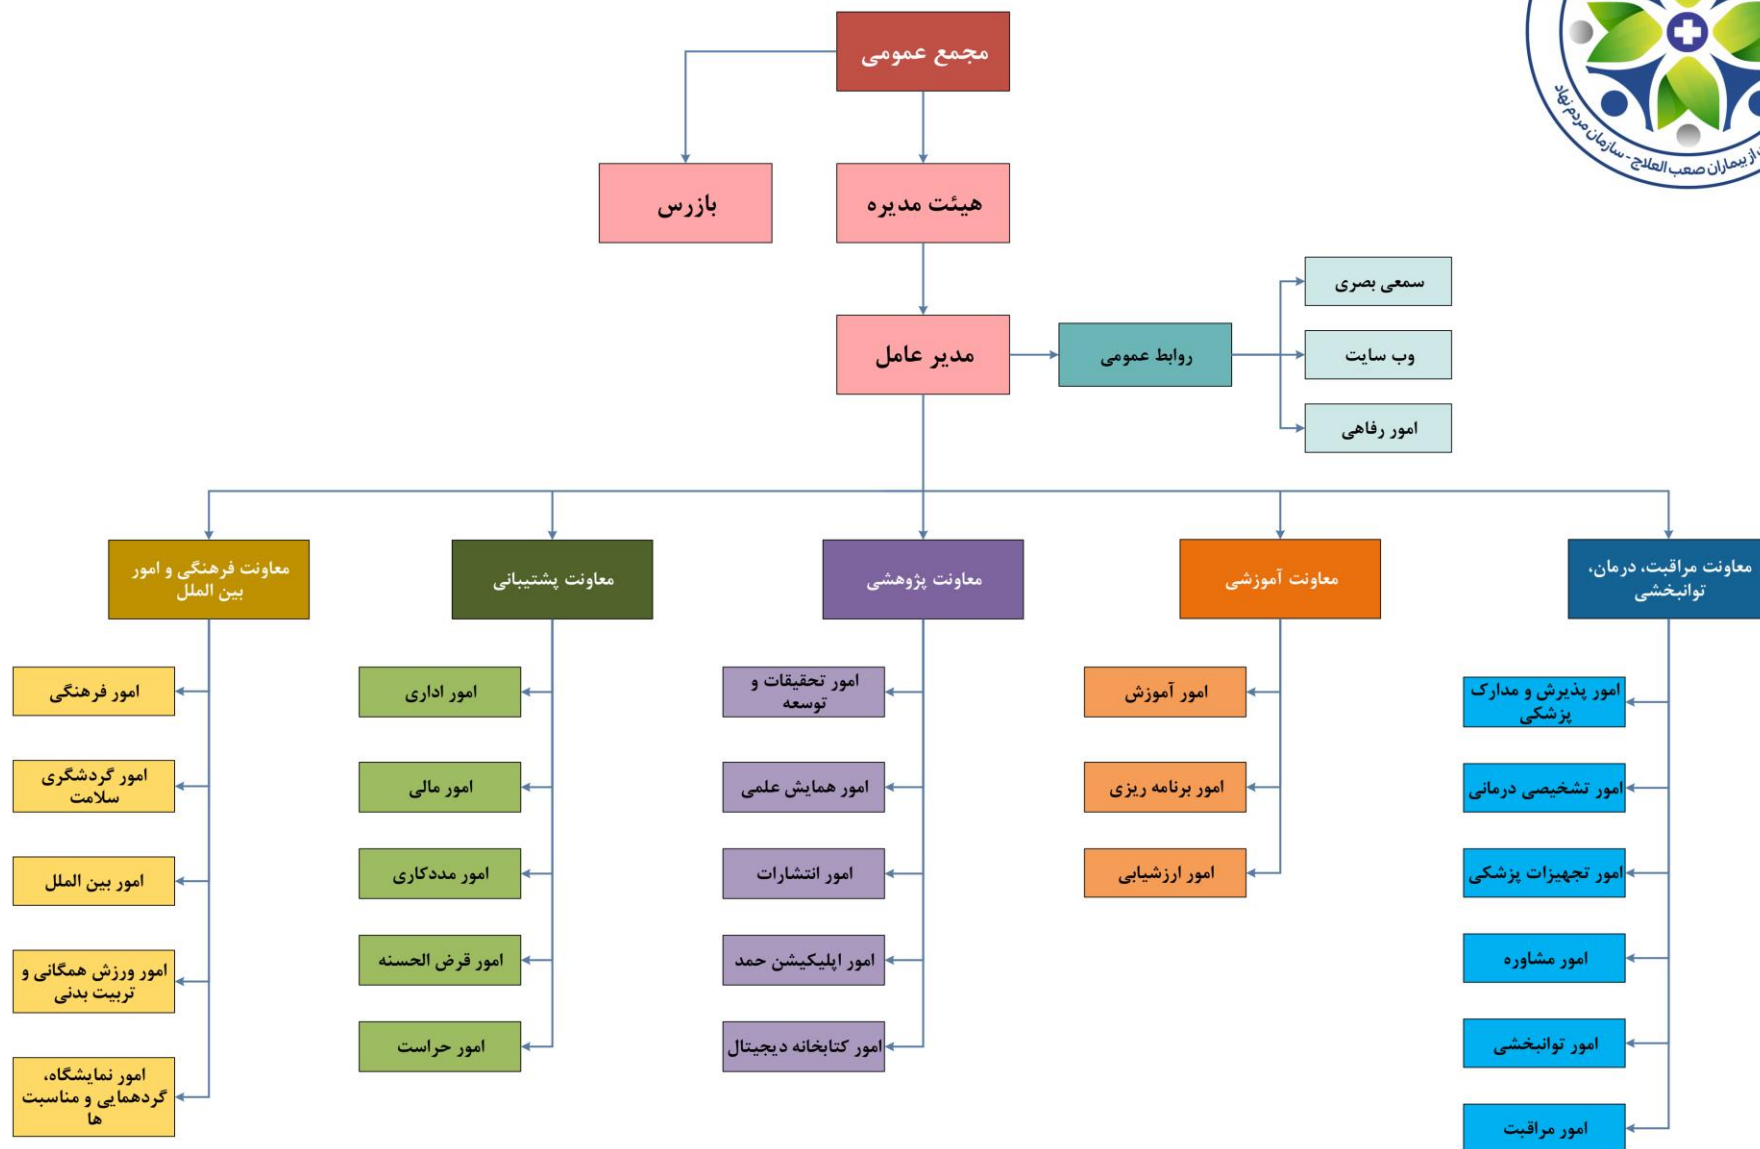 مجمع عمومی
از بیماران صعب العلاج - سازمان مردم نهاد
هیئت مدیره
بازرس
مدیر عامل
روابط عمومی
سمعی بصری
وب سایت
امور رفاهی
معاونت مراقبت، درمان،
توانبخشی
امور پذیرش و مدارک
پزشکی
امور تشخیصی درمانی
امور تجهیزات پزشکی
امور مشاوره
امور توانبخشی
امور مراقبت
معاونت آموزشی
امور آموزش
امور برنامه ریزی
امور ارزشیابی
معاونت پژوهشی
امور تحقیقات و
توسعه
امور همایش علمی
امور انتشارات
امور اپلیکیشن حمد
امور کتابخانه دیجیتال
معاونت پشتیبانی
امور اداری
امور مالی
امور مددکاری
امور قرض الحسنه
امور حراست
معاونت فرهنگی و امور
بین الملل
امور فرهنگی
امور گردشگری
سلامت
امور بین الملل
امور ورزش همگانی و
تربیت بدنی
امور نمایشگاه،
گردهمایی و مناسبت
ها